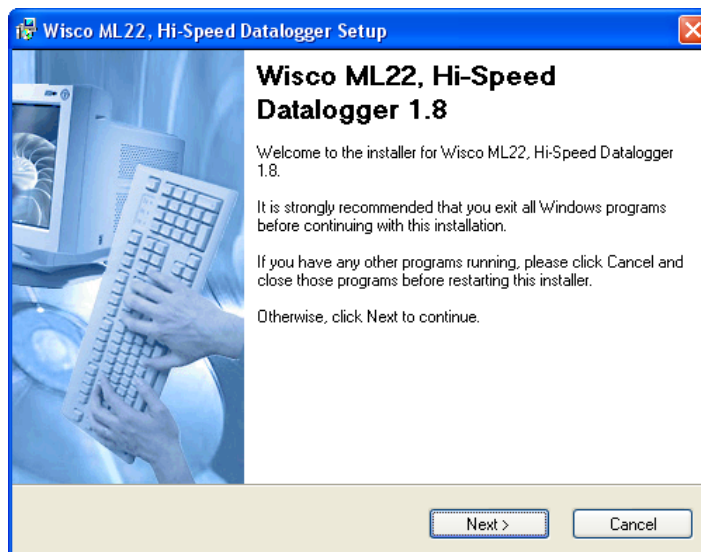 Wisco ML22, Hi-Speed Datalogger Setup
Wisco ML22, Hi-Speed
Datalogger 1.8
Welcome to the installer for Wisco ML22, Hi-Speed Datalogger
1.8.
It is strongly recommended that you exit all Windows programs
before continuing with this installation.
If you have any other programs running, please click Cancel and
close those programs before restarting this installer.
Otherwise, click Next to continue.
Next >
Cancel